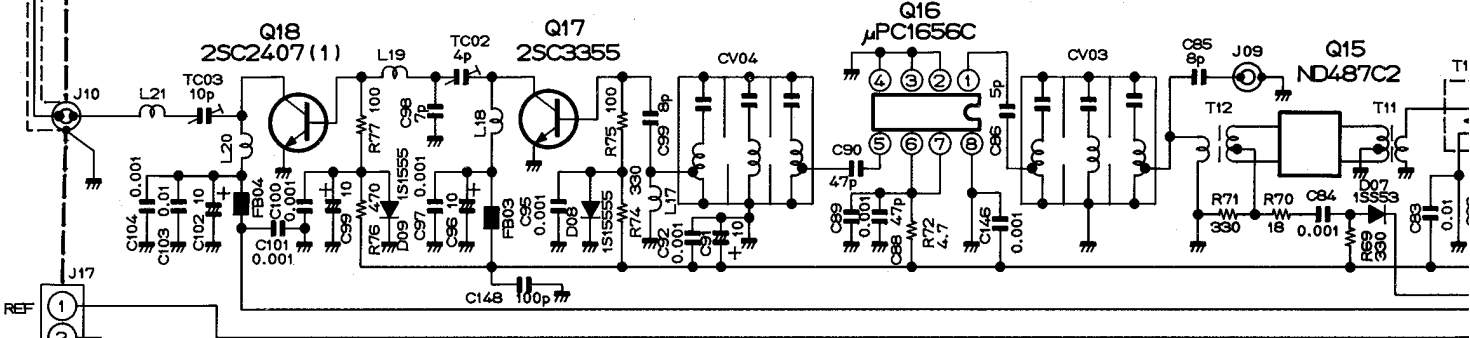 Q18
2SC2407(1)
L19
TC02
4p
Q17
2SC3355
CV04
Q16
μPC1656C
CV03
C85
8p
J09
Q15
ND487C2
T1
J10
L21
TC03
10p
L20
R77 100
C98
7p
L18
R75 100
C99
8p
4
3
2
1
5
6
7
8
C86
5p
T12
T11
C104
0.001
C103
0.01
C102
10
+
FB04
C100
0.001
C101
0.001
C99
10
+
R76
470
D09
1S1555
C97
0.001
C96
10
+
FB03
C95
0.001
D08
1S1555
R74
330
L17
C92
0.001
C91
10
+
C90
47p
C89
0.001
C88
47p
R72
4.7
C146
0.001
R71
330
R70
18
C84
0.001
D07
1SS53
R69
330
C83
0.01
C148
100p
J17
REF
1
2